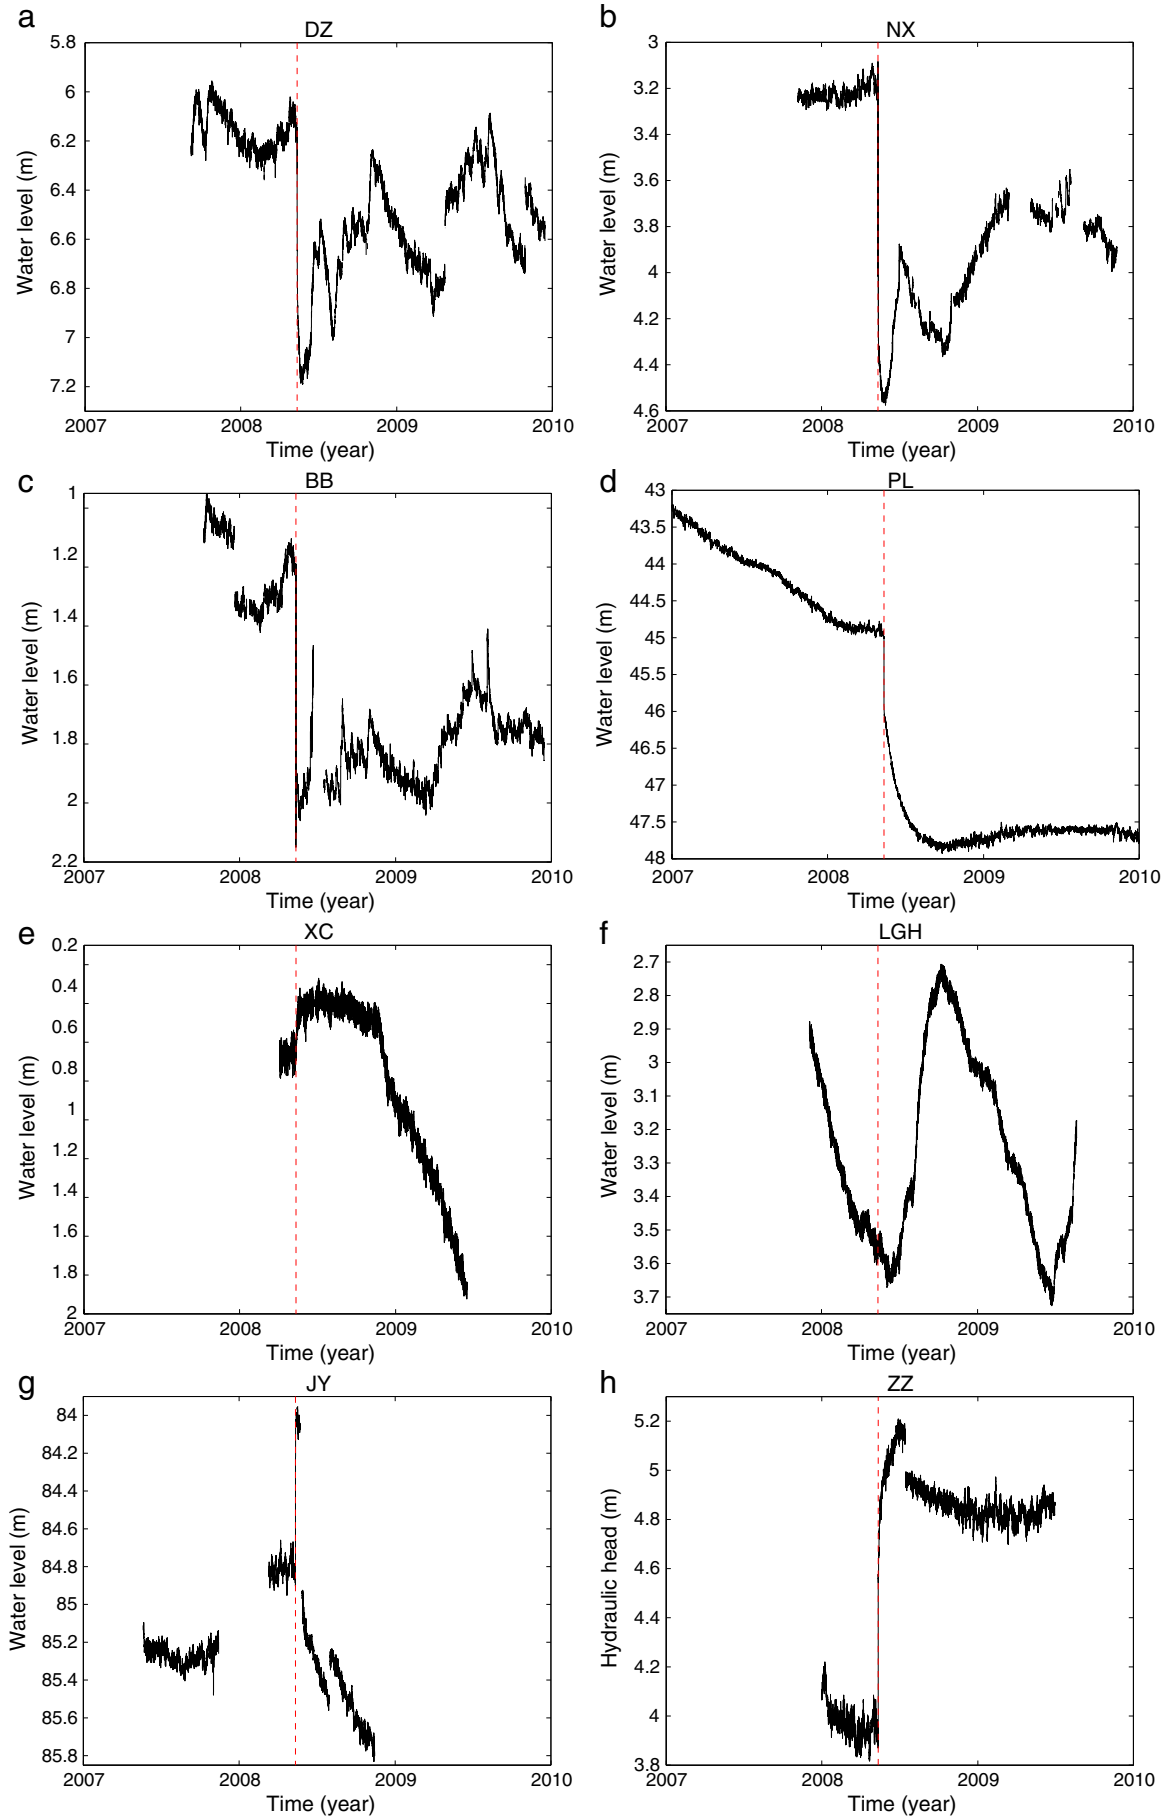 a
DZ
5.8
6
6.2
6.4
6.6
6.8
7
7.2
Water level (m)
2007 2008 2009 2010
Time (year)
b
NX
3
3.2
3.4
3.6
3.8
4
4.2
4.4
4.6
Water level (m)
2007 2008 2009 2010
Time (year)
c
BB
1
1.2
1.4
1.6
1.8
2
2.2
Water level (m)
2007 2008 2009 2010
Time (year)
d
PL
43
43.5
44
44.5
45
45.5
46
46.5
47
47.5
48
Water level (m)
2007 2008 2009 2010
Time (year)
e
XC
0.2
0.4
0.6
0.8
1
1.2
1.4
1.6
1.8
2
Water level (m)
2007 2008 2009 2010
Time (year)
f
LGH
2.7
2.8
2.9
3
3.1
3.2
3.3
3.4
3.5
3.6
3.7
Water level (m)
2007 2008 2009 2010
Time (year)
g
JY
84
84.2
84.4
84.6
84.8
85
85.2
85.4
85.6
85.8
Water level (m)
2007 2008 2009 2010
Time (year)
h
ZZ
5.2
5
4.8
4.6
4.4
4.2
4
3.8
Hydraulic head (m)
2007 2008 2009 2010
Time (year)